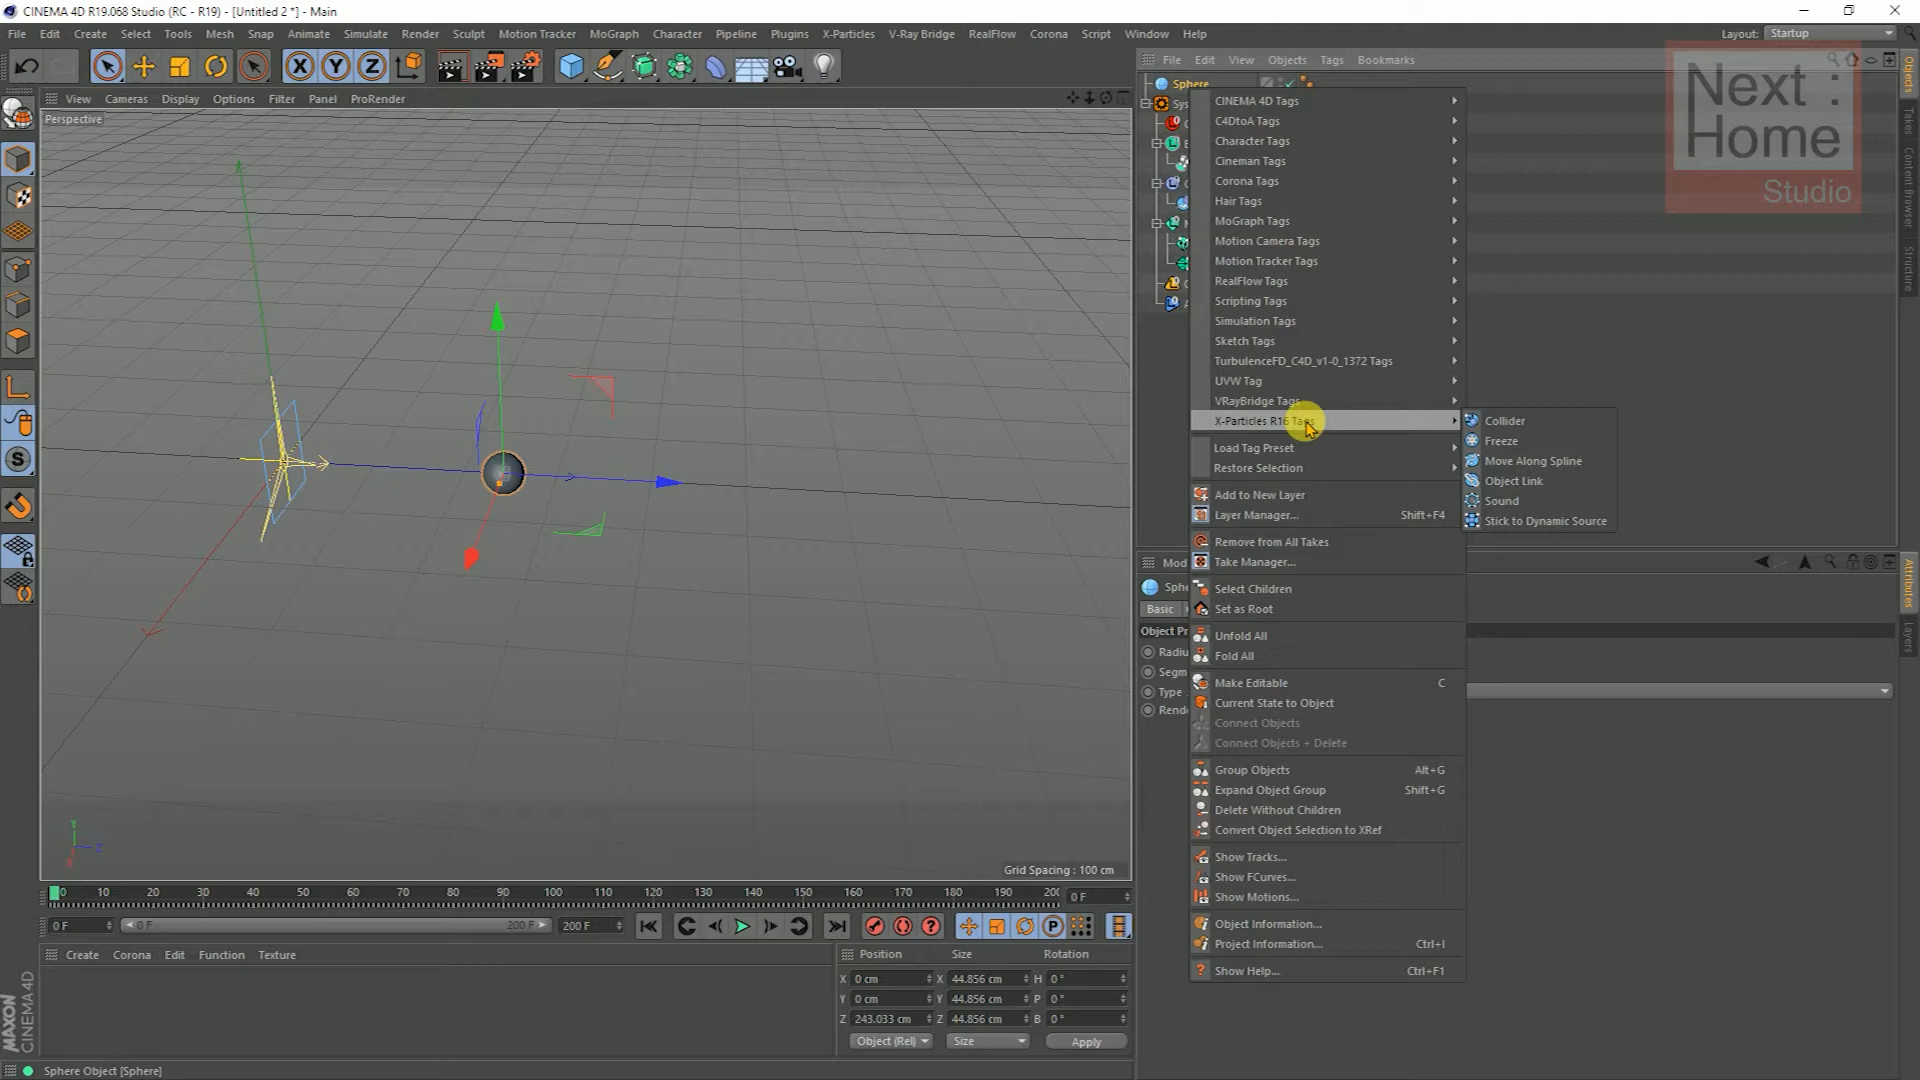 CINEMA 4D R19.068 Studio (RC - R19) - [Untitled 2 *] - Main
File Edit Create Select Tools Mesh Snap Animate Simulate Render Sculpt Motion Tracker MoGraph Character Pipeline Plugins X-Particles V-Ray Bridge RealFlow Corona Script Window Help
Layout: Startup
X Y Z
File Edit View Objects Tags Bookmarks
Next :
Home
Studio
View Cameras Display Options Filter Panel ProRender
Perspective
Sphere
CINEMA 4D Tags
C4DtoA Tags
Character Tags
Cineman Tags
Corona Tags
Hair Tags
MoGraph Tags
Motion Camera Tags
Motion Tracker Tags
RealFlow Tags
Scripting Tags
Simulation Tags
Sketch Tags
TurbulenceFD_C4D_v1-0_1372 Tags
UVW Tag
VRayBridge Tags
X-Particles R16 Tags
Load Tag Preset
Restore Selection
Add to New Layer
Layer Manager... Shift+F4
Remove from All Takes
Take Manager...
Select Children
Set as Root
Unfold All
Fold All
Make Editable C
Current State to Object
Connect Objects
Connect Objects + Delete
Group Objects Alt+G
Expand Object Group Shift+G
Delete Without Children
Convert Object Selection to XRef
Show Tracks...
Show FCurves...
Show Motions...
Object Information...
Project Information... Ctrl+I
Show Help... Ctrl+F1
Collider
Freeze
Move Along Spline
Object Link
Sound
Stick to Dynamic Source
Objects
Takes
Content Browser
Structure
Attributes
Layers
Basic
Type
Grid Spacing : 100 cm
0 10 20 30 40 50 60 70 80 90 100 110 120 130 140 150 160 170 180 190 200 0 F
0 F 0 F 200 F 200 F
Create Corona Edit Function Texture
Position Size Rotation
X 0 cm X 44.856 cm H 0 °
Y 0 cm Y 44.856 cm P 0 °
Z 243.033 cm Z 44.856 cm B 0 °
Object (Rel) Size Apply
MAXON
CINEMA 4D
Sphere Object [Sphere]